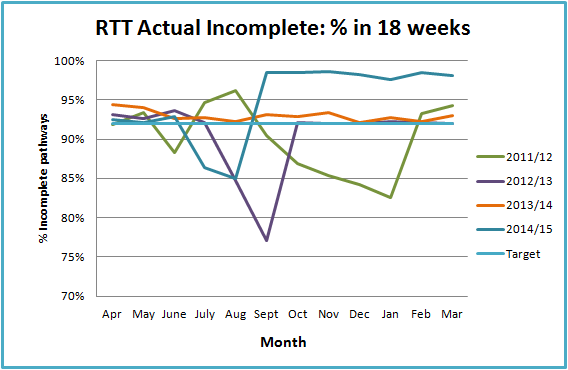 RTT Actual Incomplete: % in 18 weeks
100%
95%
90%
85%
80%
75%
70%
% Incomplete pathways
Apr May June July Aug Sept Oct Nov Dec Jan Feb Mar
Month
2011/12
2012/13
2013/14
2014/15
Target